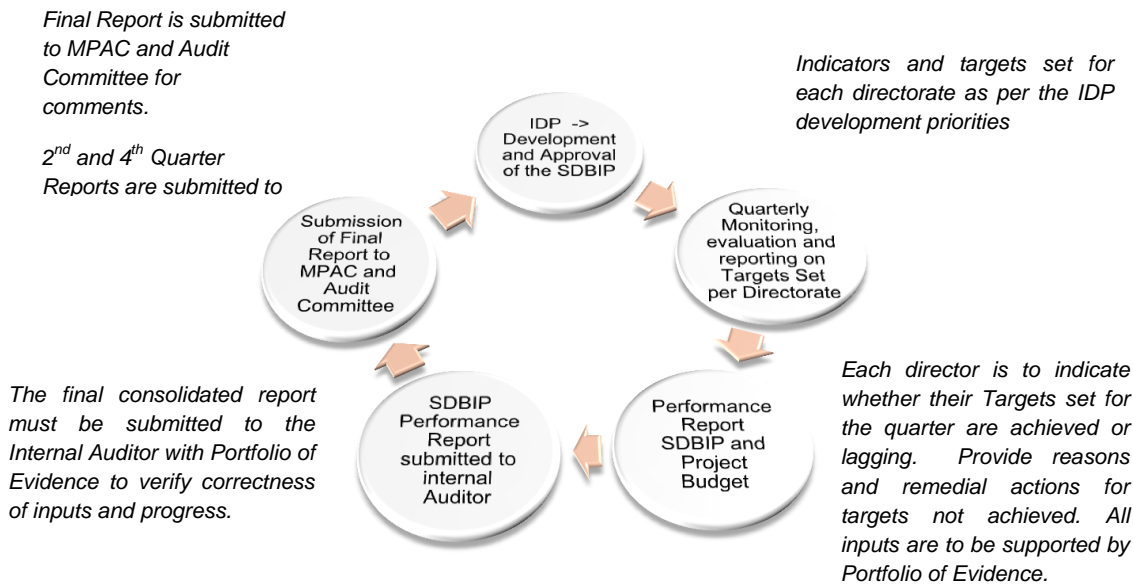 Final Report is submitted
to MPAC and Audit
Committee for
comments.
2nd and 4th Quarter
Reports are submitted to
Indicators and targets set for
each directorate as per the IDP
development priorities
IDP ->
Development
and Approval
of the SDBIP
Quarterly
Monitoring,
evaluation and
reporting on
Targets Set
per Directorate
Submission
of Final
Report to
MPAC and
Audit
Committee
Each director is to indicate
whether their Targets set for
the quarter are achieved or
lagging. Provide reasons
and remedial actions for
targets not achieved. All
inputs are to be supported by
Portfolio of Evidence.
Performance
Report
SDBIP and
Project
Budget
SDBIP
Performance
Report
submitted to
internal
Auditor
The final consolidated report
must be submitted to the
Internal Auditor with Portfolio of
Evidence to verify correctness
of inputs and progress.